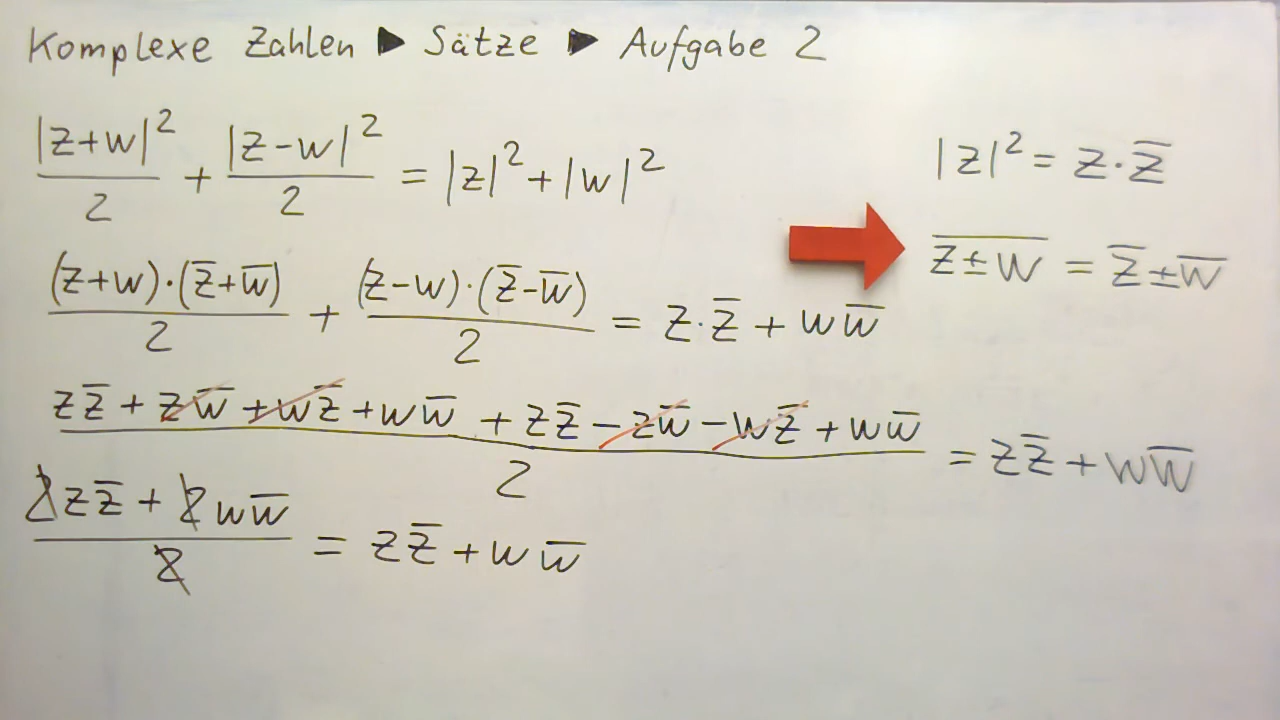 Komplexe Zahlen ▶ Sätze ▶ Aufgabe 2
|z+w|²/2 + |z-w|²/2 = |z|²+|w|²
|z|² = z·z̅
(z+w)·(z̅+w̅)/2 + (z-w)·(z̅-w̅)/2 = z·z̅ + ww̅
z̅±̅w̅ = z̅±w̅
zz̅ + zw̅ + wz̅ + ww̅ + zz̅ - zw̅ - wz̅ + ww̅ / 2 = zz̅ + ww̅
2zz̅ + 2ww̅ / 2 = zz̅ + ww̅